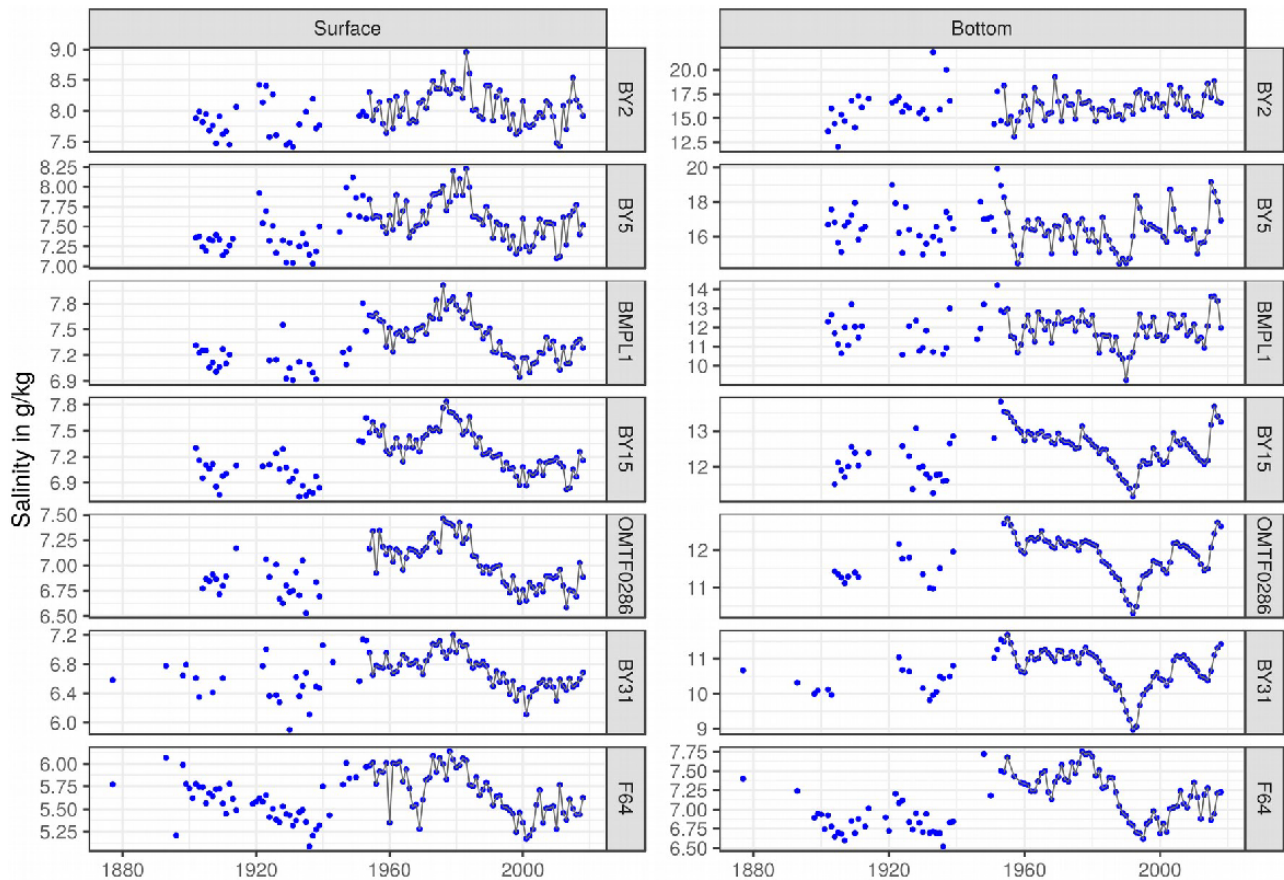 Surface
Bottom
Salinity in g/kg
9.0
8.5
8.0
7.5
BY2
20.0
17.5
15.0
12.5
BY2
8.25
8.00
7.75
7.50
7.25
7.00
BY5
20
18
16
BY5
7.8
7.5
7.2
6.9
BMPL1
14
13
12
11
10
BMPL1
7.8
7.5
7.2
6.9
BY15
13
12
BY15
7.50
7.25
7.00
6.75
6.50
OMTF0286
12
11
OMTF0286
7.2
6.8
6.4
6.0
BY31
11
10
9
BY31
6.00
5.75
5.50
5.25
F64
7.75
7.50
7.25
7.00
6.75
6.50
F64
1880 1920 1960 2000
1880 1920 1960 2000